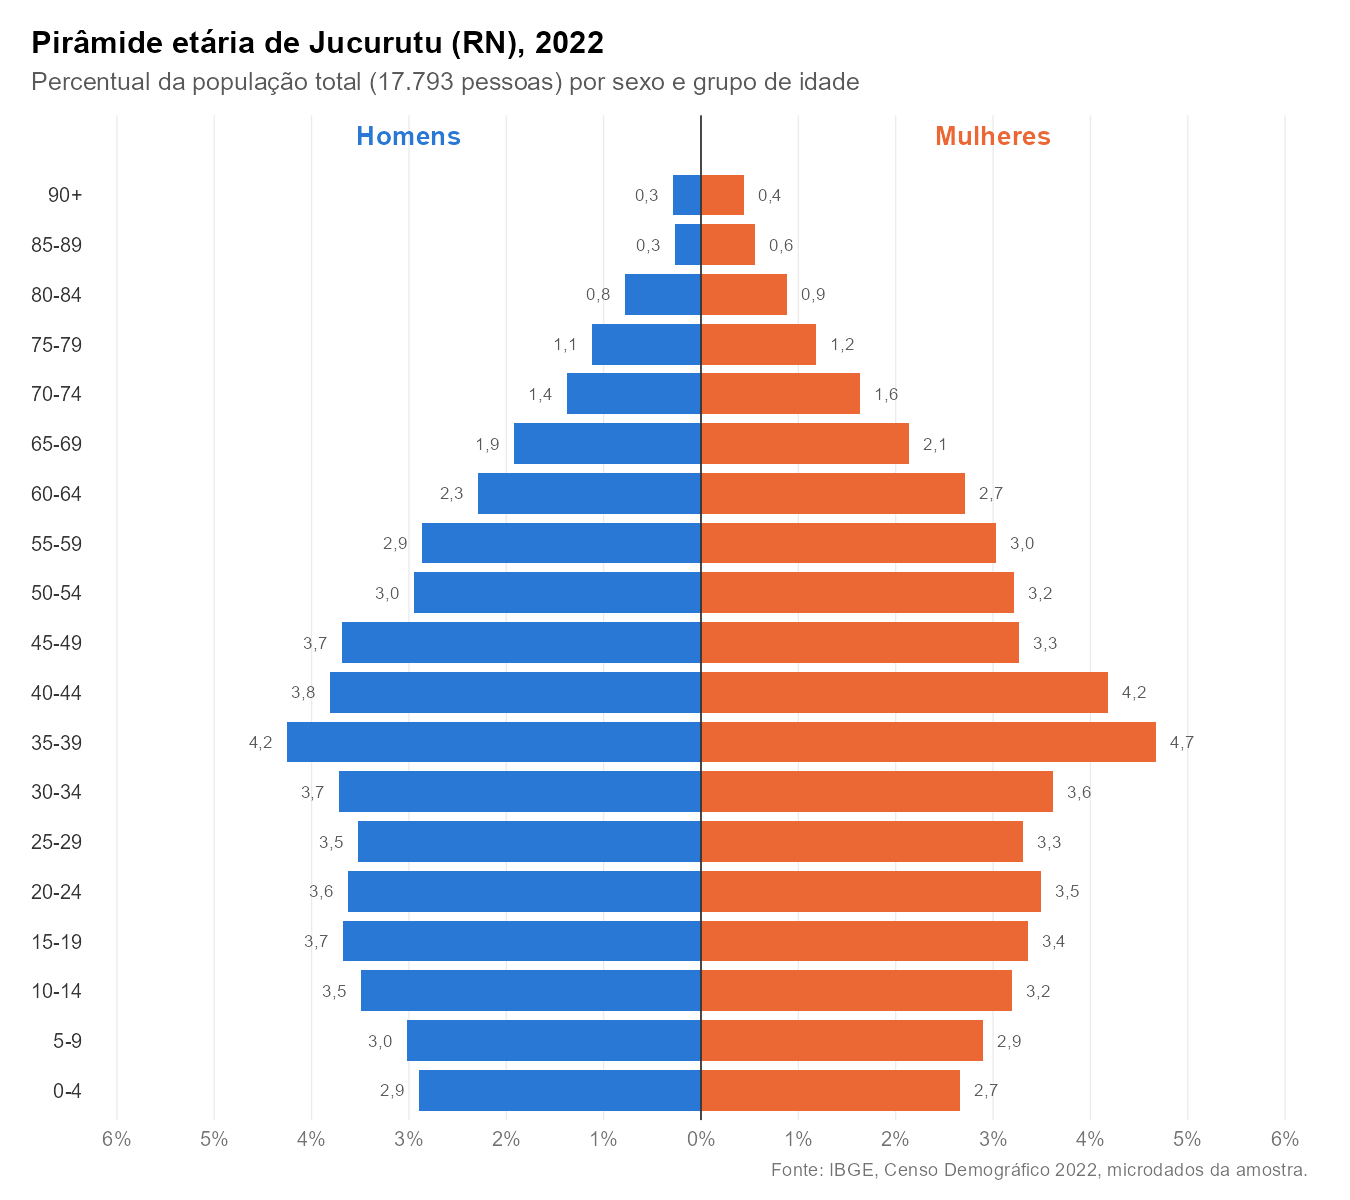 Pirâmide etária de Jucurutu (RN), 2022
Percentual da população total (17.793 pessoas) por sexo e grupo de idade
Homens Mulheres
90+ 0,3 0,4
85-89 0,3 0,6
80-84 0,8 0,9
75-79 1,1 1,2
70-74 1,4 1,6
65-69 1,9 2,1
60-64 2,3 2,7
55-59 2,9 3,0
50-54 3,0 3,2
45-49 3,7 3,3
40-44 3,8 4,2
35-39 4,2 4,7
30-34 3,7 3,6
25-29 3,5 3,3
20-24 3,6 3,5
15-19 3,7 3,4
10-14 3,5 3,2
5-9 3,0 2,9
0-4 2,9 2,7
6% 5% 4% 3% 2% 1% 0% 1% 2% 3% 4% 5% 6%
Fonte: IBGE, Censo Demográfico 2022, microdados da amostra.